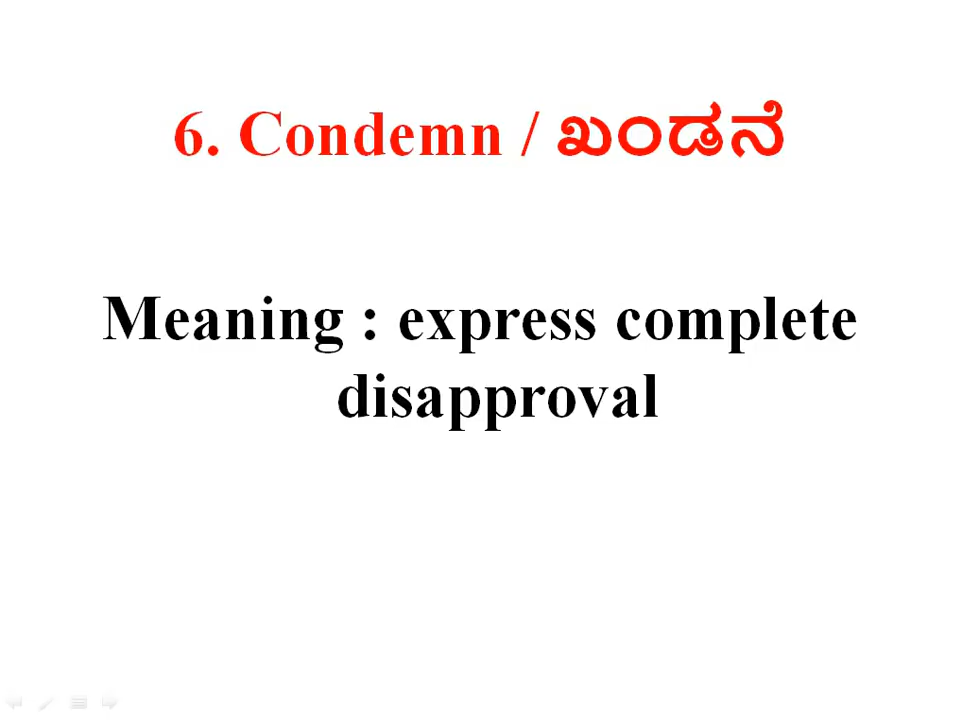 6. Condemn / ಖಂಡನೆ
Meaning : express complete
disapproval